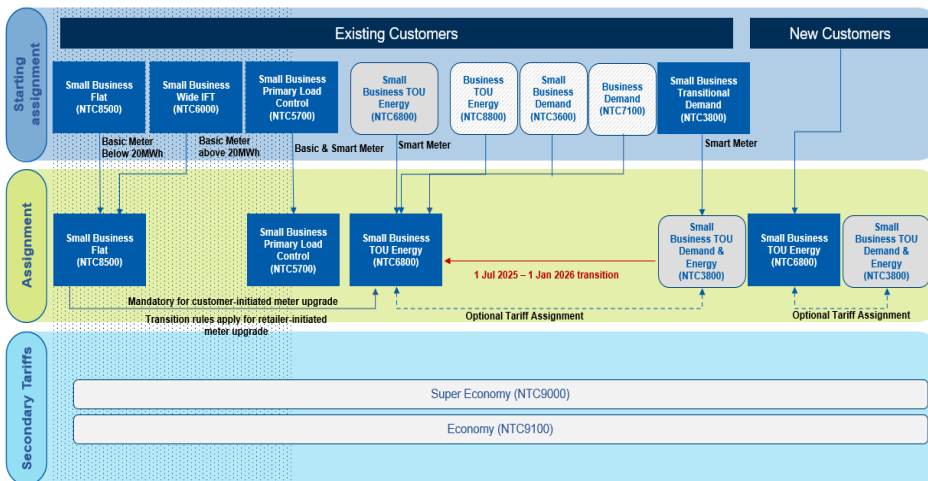 Existing Customers
New Customers
Starting
assignment
Small Business
Flat
(NTC8500)
Small Business
Wide IFT
(NTC6000)
Small Business
Primary Load
Control
(NTC5700)
Small
Business TOU
Energy
(NTC6800)
Business
TOU
Energy
(NTC8800)
Small
Business
Demand
(NTC3600)
Business
Demand
(NTC7100)
Small Business
Transitional
Demand
(NTC3800)
Basic Meter
Below 20MWh
Basic Meter
above 20MWh
Basic & Smart Meter
Smart Meter
Smart Meter
Assignment
Small Business
Flat
(NTC8500)
Small Business
Primary Load
Control
(NTC5700)
Small Business
TOU Energy
(NTC6800)
1 Jul 2025 – 1 Jan 2026 transition
Small
Business TOU
Demand &
Energy
(NTC3800)
Small Business
TOU Energy
(NTC6800)
Small
Business TOU
Demand &
Energy
(NTC3800)
Mandatory for customer-initiated meter upgrade
Transition rules apply for retailer-initiated
meter upgrade
Optional Tariff Assignment
Optional Tariff Assignment
Secondary Tariffs
Super Economy (NTC9000)
Economy (NTC9100)